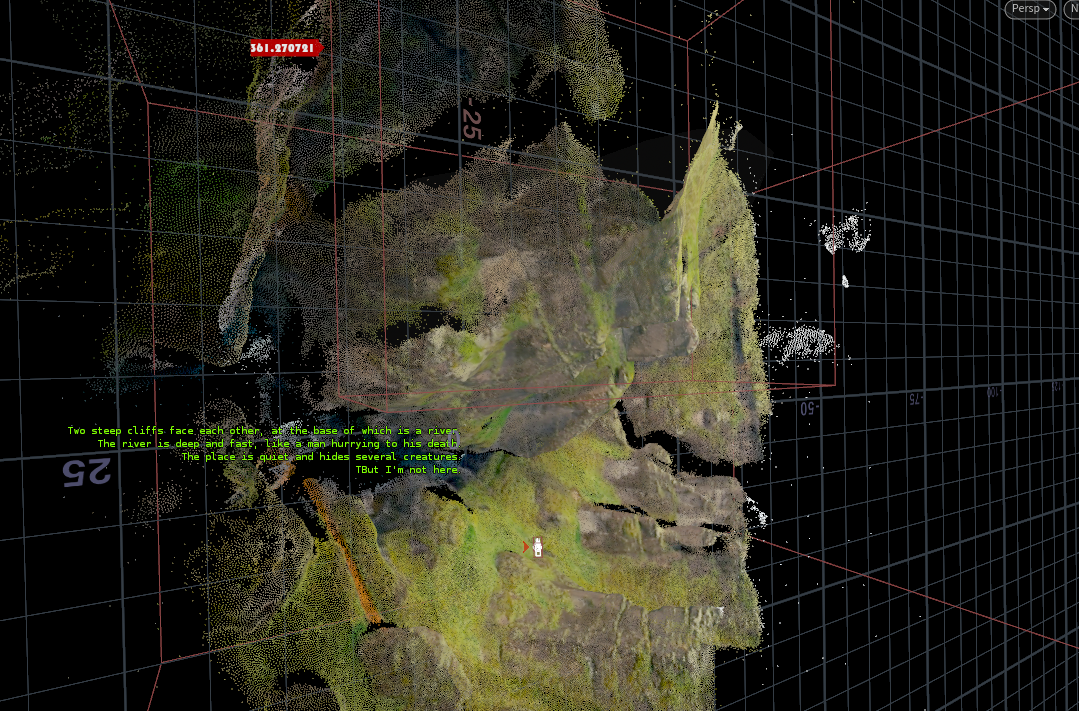 Persp
N
361.270721
-25
Two steep cliffs face each other, at the base of which is a river.
The river is deep and fast, like a man hurrying to his death.
The place is quiet and hides several creatures.
TBut I'm not here.
25
-50
-75
-100